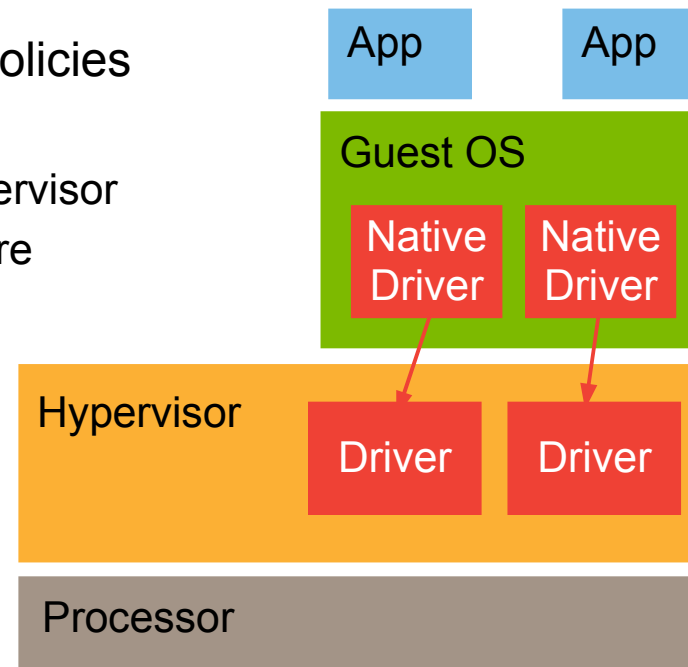 olicies
ervisor
re
App
App
Guest OS
Native
Driver
Native
Driver
Hypervisor
Driver
Driver
Processor